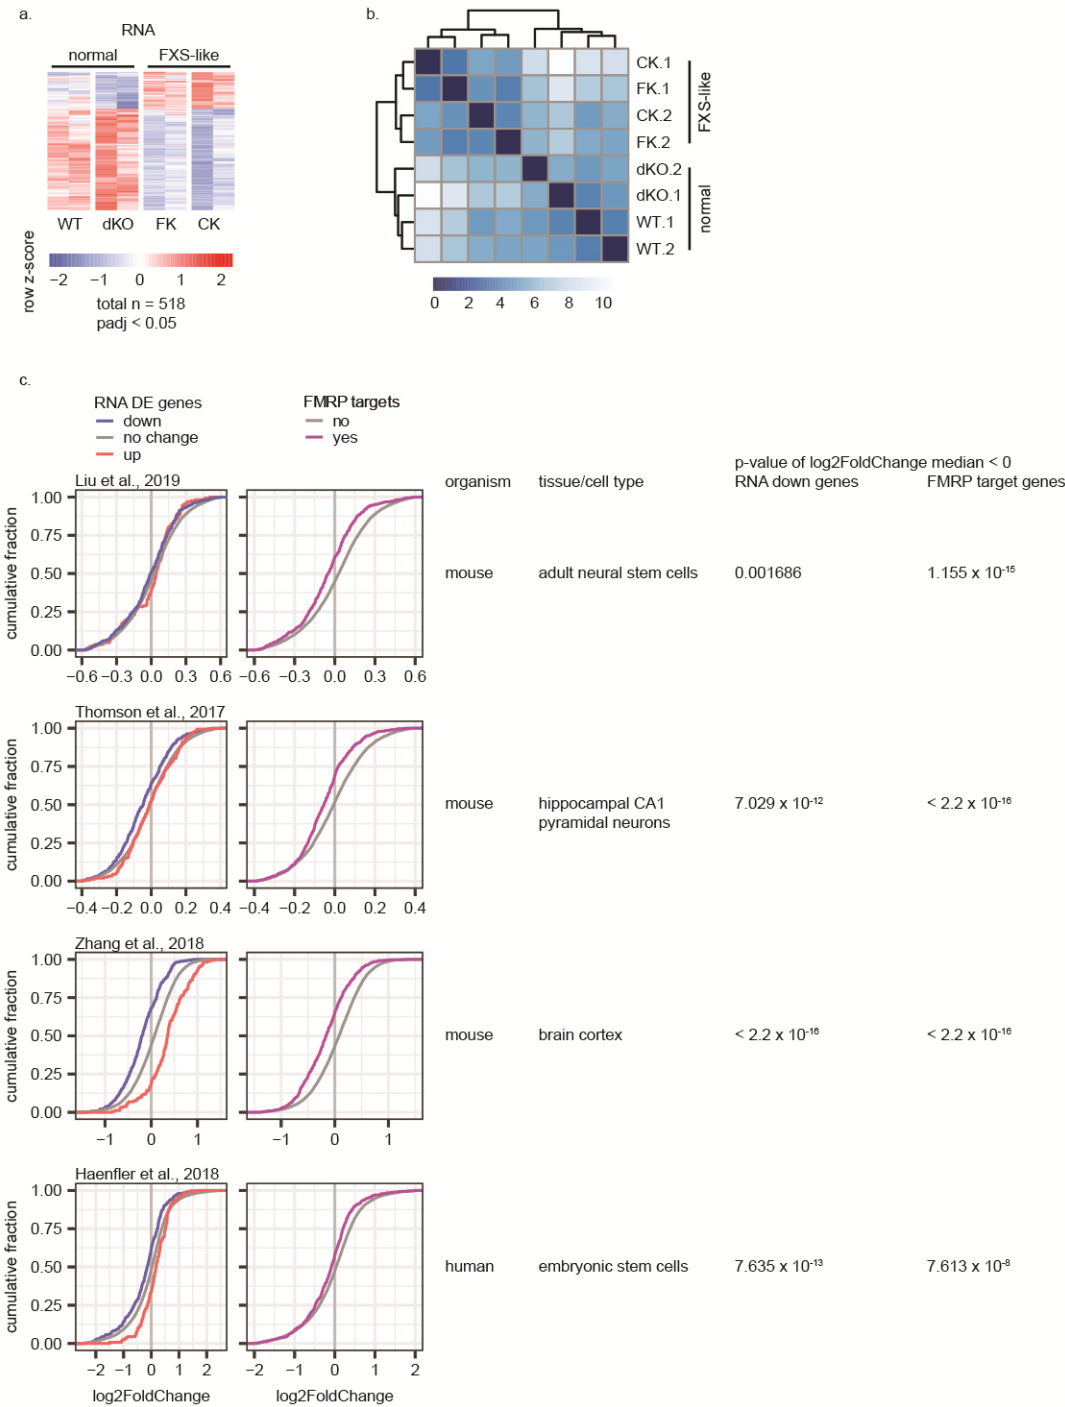 a.
RNA
normal FXS-like
WT dKO FK CK
row z-score
−2 −1 0 1 2
total n = 518
padj < 0.05
b.
CK.1
FK.1
CK.2
FK.2
dKO.2
dKO.1
WT.1
WT.2
FXS-like
normal
0 2 4 6 8 10
c.
RNA DE genes
down
no change
up
FMRP targets
no
yes
p-value of log2FoldChange median < 0
organism tissue/cell type RNA down genes FMRP target genes
Liu et al., 2019
cumulative fraction
1.00
0.75
0.50
0.25
0.00
−0.6 −0.3 0.0 0.3 0.6 −0.6 −0.3 0.0 0.3 0.6
mouse adult neural stem cells 0.001686 1.155 x 10⁻¹⁵
Thomson et al., 2017
cumulative fraction
1.00
0.75
0.50
0.25
0.00
−0.4 −0.2 0.0 0.2 0.4 −0.4 −0.2 0.0 0.2 0.4
mouse hippocampal CA1 7.029 x 10⁻¹² < 2.2 x 10⁻¹⁶
pyramidal neurons
Zhang et al., 2018
cumulative fraction
1.00
0.75
0.50
0.25
0.00
−1 0 1 −1 0 1
mouse brain cortex < 2.2 x 10⁻¹⁶ < 2.2 x 10⁻¹⁶
Haenfler et al., 2018
cumulative fraction
1.00
0.75
0.50
0.25
0.00
−2 −1 0 1 2 −2 −1 0 1 2
log2FoldChange log2FoldChange
human embryonic stem cells 7.635 x 10⁻¹³ 7.613 x 10⁻⁸